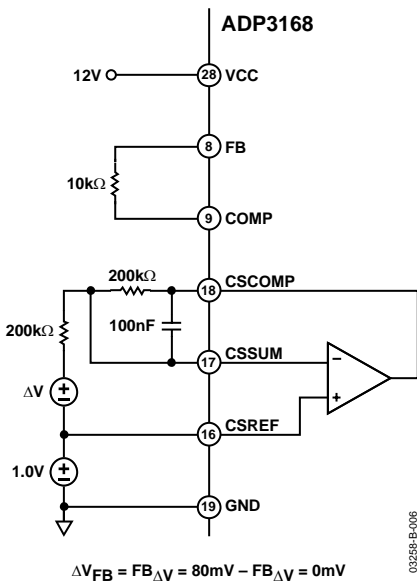 ADP3168
12V
28
VCC
8
FB
10kΩ
9
COMP
200kΩ
18
CSCOMP
200kΩ
100nF
17
CSSUM
–
ΔV
+
16
CSREF
1.0V
19
GND
ΔVFB = FBΔV = 80mV – FBΔV = 0mV
03258-B-006